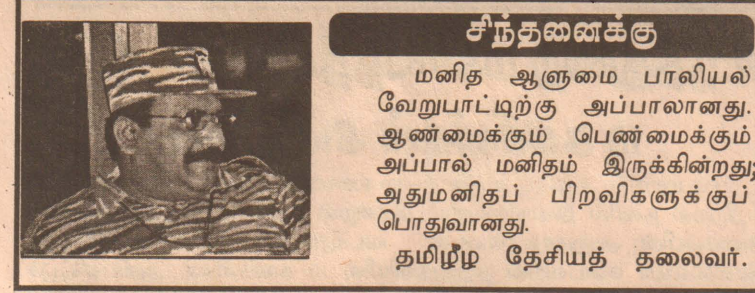 சிந்தனைக்கு
மனித ஆளுமை பாலியல்
வேறுபாட்டிற்கு அப்பாலானது.
ஆண்மைக்கும் பெண்மைக்கும்
அப்பால் மனிதம் இருக்கின்றது;
அதுமனிதப் பிறவிகளுக்குப்
பொதுவானது.
தமிழீழ தேசியத் தலைவர்.